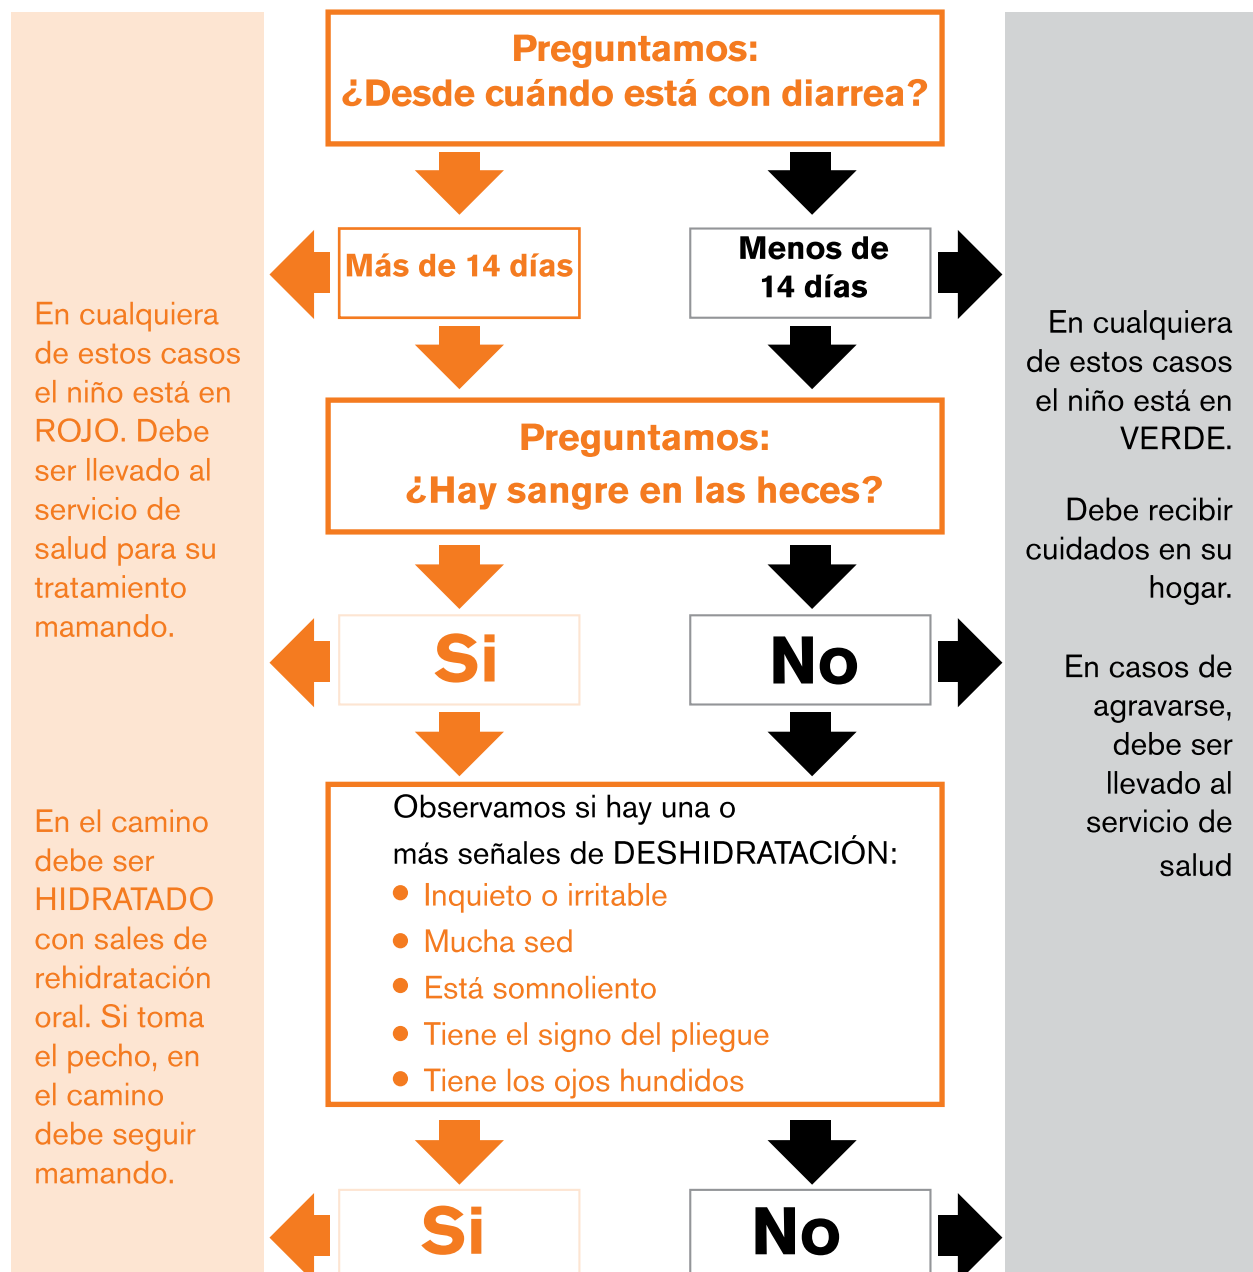 Preguntamos:
¿Desde cuándo está con diarrea?
Más de 14 días
Menos de
14 días
En cualquiera
de estos casos
el niño está en
ROJO. Debe
ser llevado al
servicio de
salud para su
tratamiento
mamando.
En el camino
debe ser
HIDRATADO
con sales de
rehidratación
oral. Si toma
el pecho, en
el camino
debe seguir
mamando.
Preguntamos:
¿Hay sangre en las heces?
Si
No
Observamos si hay una o
más señales de DESHIDRATACIÓN:
• Inquieto o irritable
• Mucha sed
• Está somnoliento
• Tiene el signo del pliegue
• Tiene los ojos hundidos
Si
No
En cualquiera
de estos casos
el niño está en
VERDE.
Debe recibir
cuidados en su
hogar.
En casos de
agravarse,
debe ser
llevado al
servicio de
salud